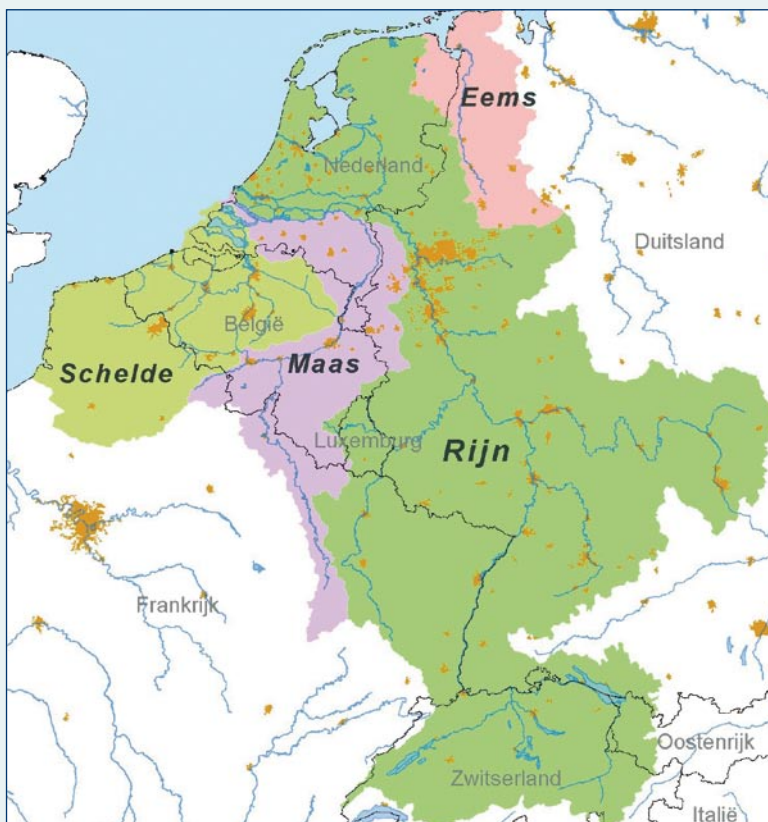 Eems
Nederland
Duitsland
België
Schelde
Maas
Luxemburg
Rijn
Frankrijk
Oostenrijk
Zwitserland
Italië